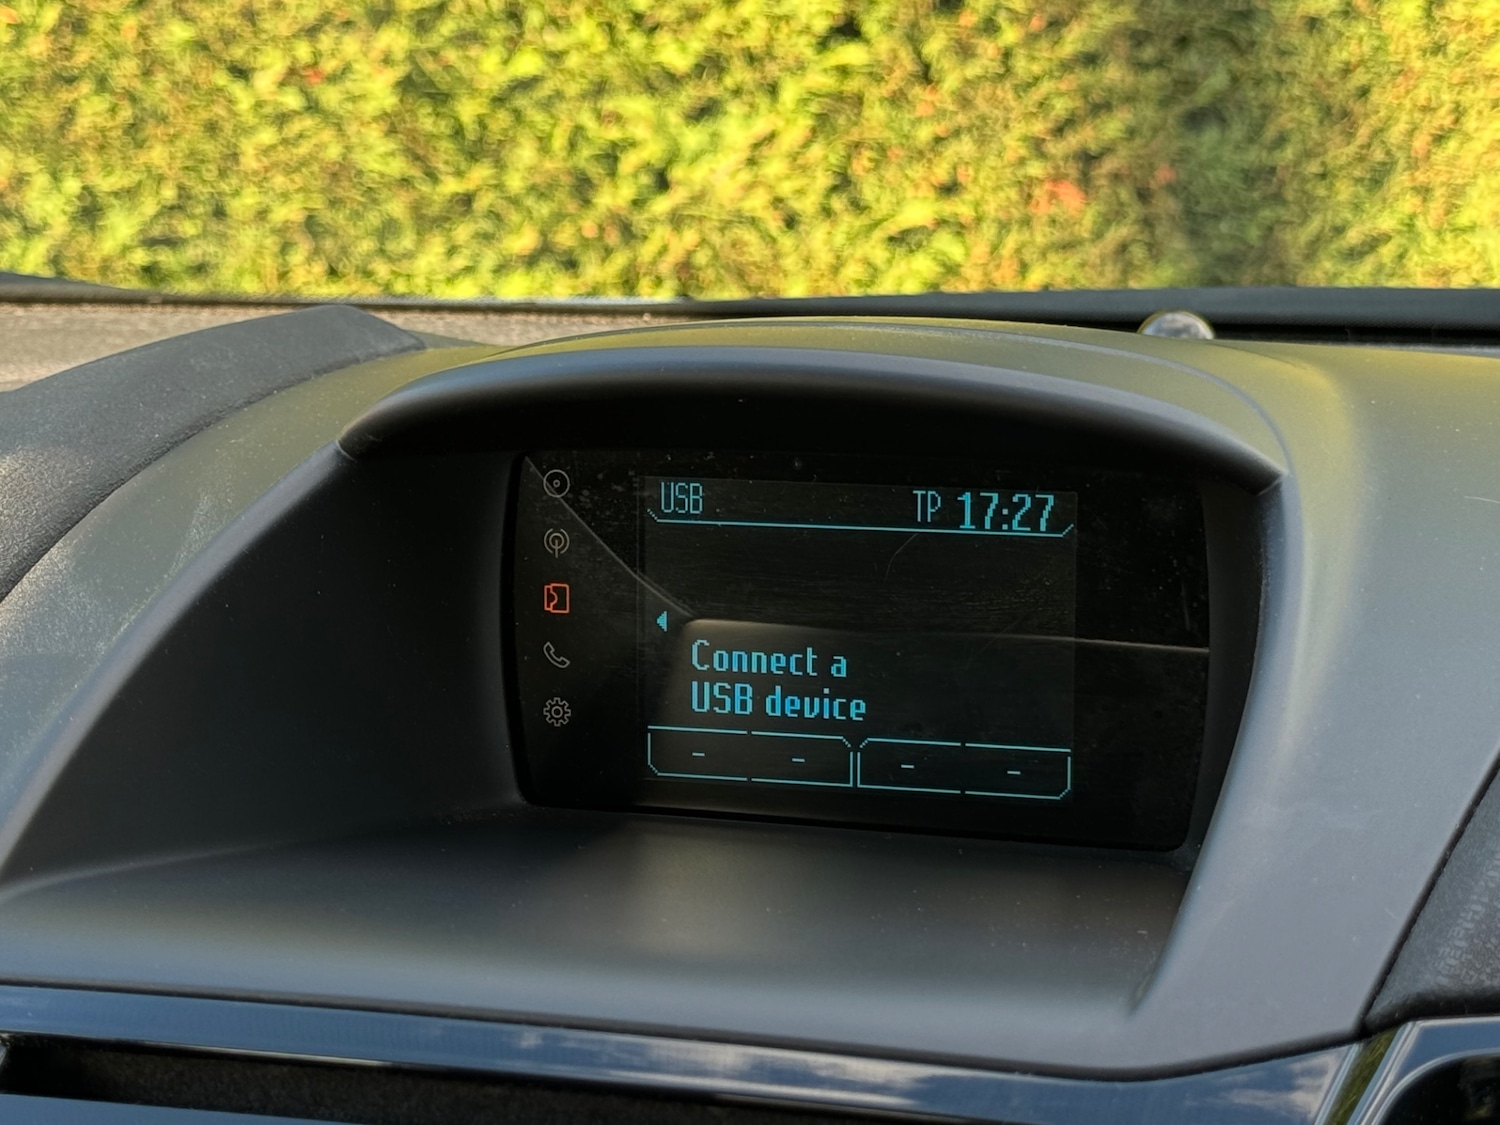 USB TP 17:27
Connect a
USB device
- - - -